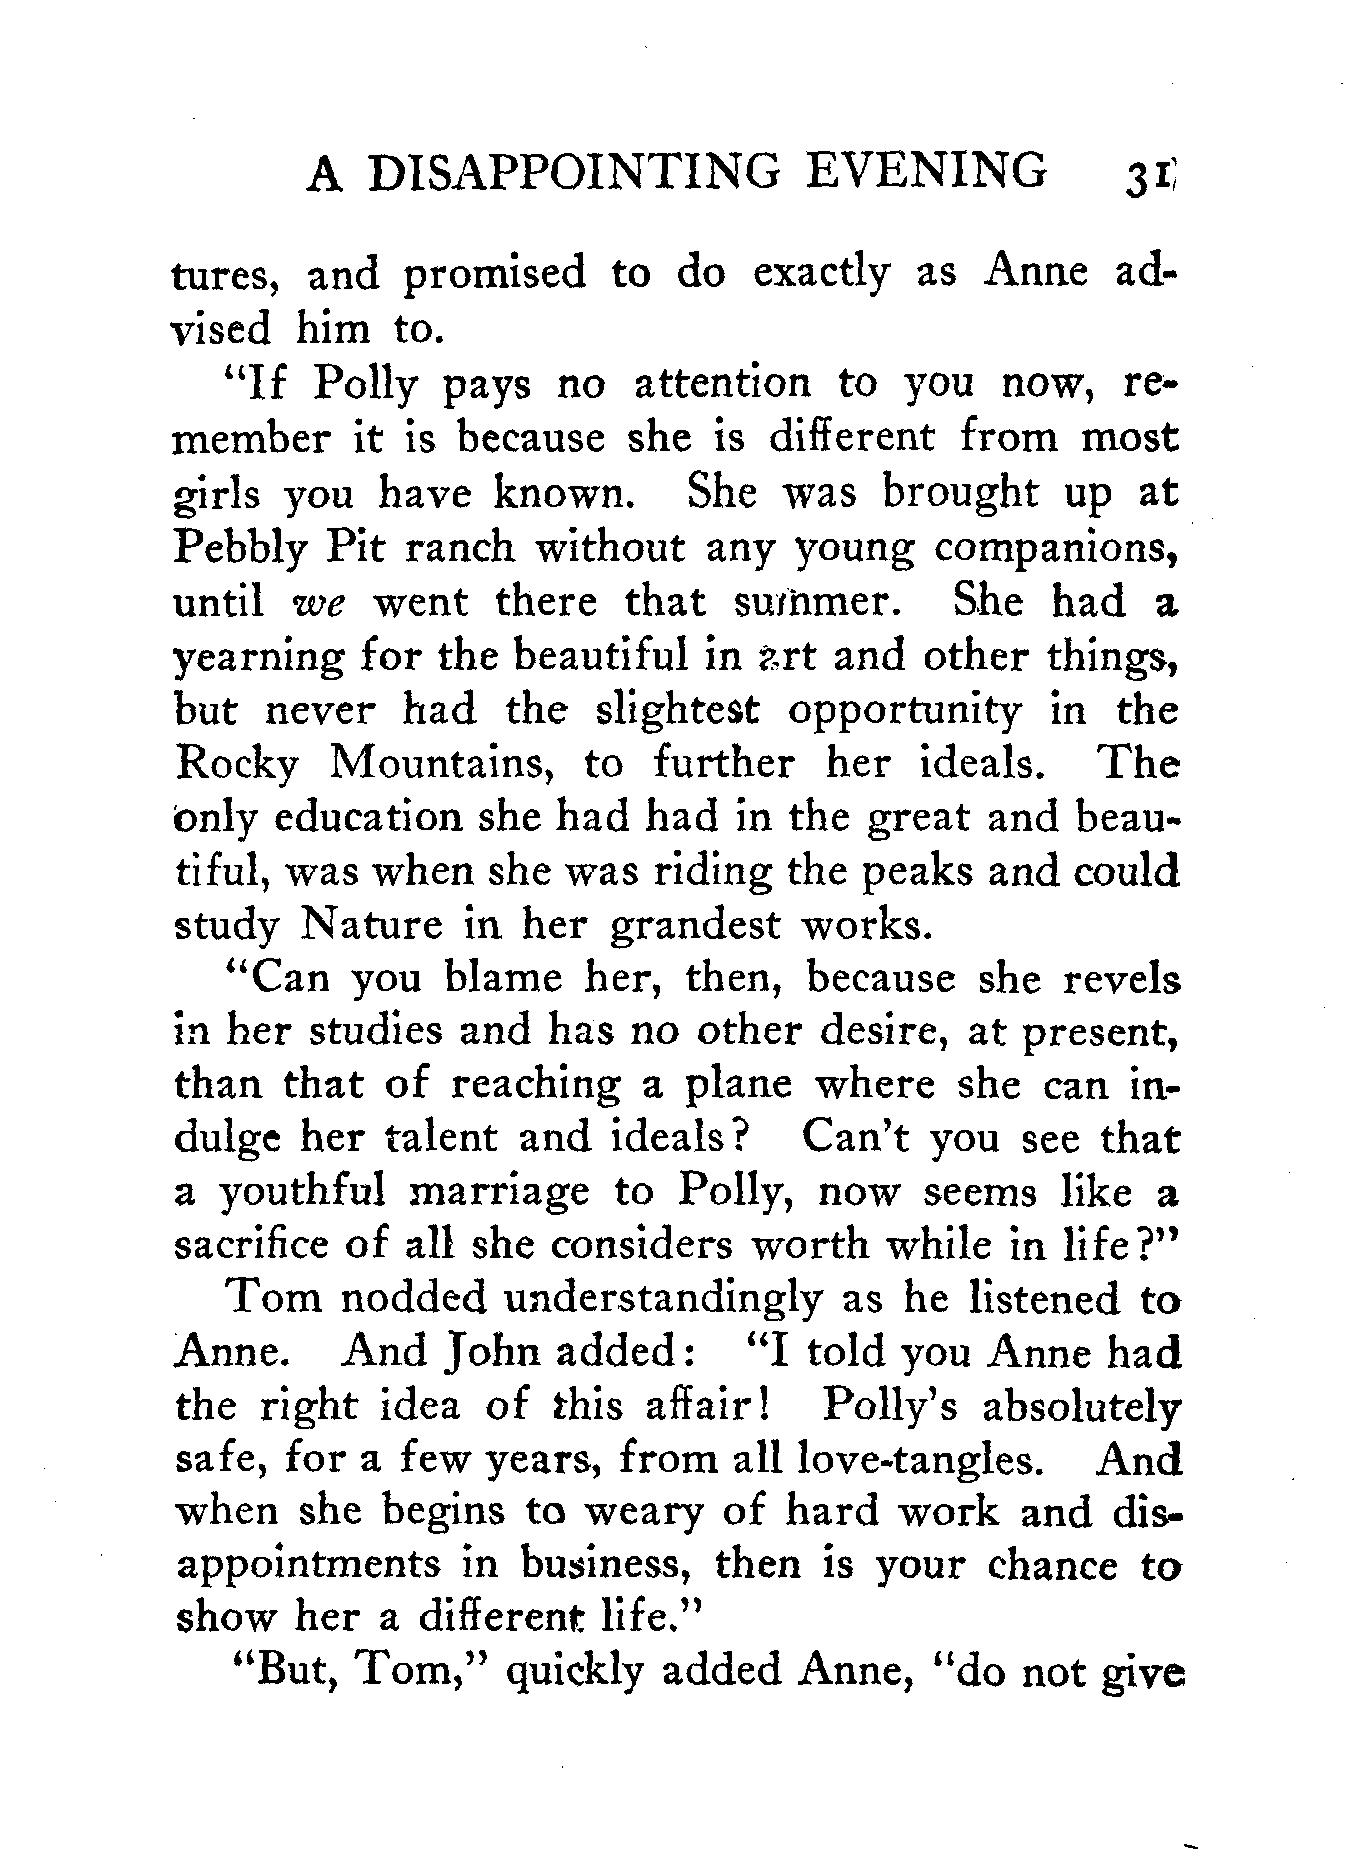 A DISAPPOINTING EVENING 31
tures, and promised to do exactly as Anne ad-
vised him to.
"If Polly pays no attention to you now, re-
member it is because she is different from most
girls you have known. She was brought up at
Pebbly Pit ranch without any young companions,
until we went there that summer. She had a
yearning for the beautiful in art and other things,
but never had the slightest opportunity in the
Rocky Mountains, to further her ideals. The
only education she had had in the great and beau-
tiful, was when she was riding the peaks and could
study Nature in her grandest works.
"Can you blame her, then, because she revels
in her studies and has no other desire, at present,
than that of reaching a plane where she can in-
dulge her talent and ideals? Can't you see that
a youthful marriage to Polly, now seems like a
sacrifice of all she considers worth while in life?"
Tom nodded understandingly as he listened to
Anne. And John added: "I told you Anne had
the right idea of this affair! Polly's absolutely
safe, for a few years, from all love-tangles. And
when she begins to weary of hard work and dis-
appointments in business, then is your chance to
show her a different life."
"But, Tom," quickly added Anne, "do not give